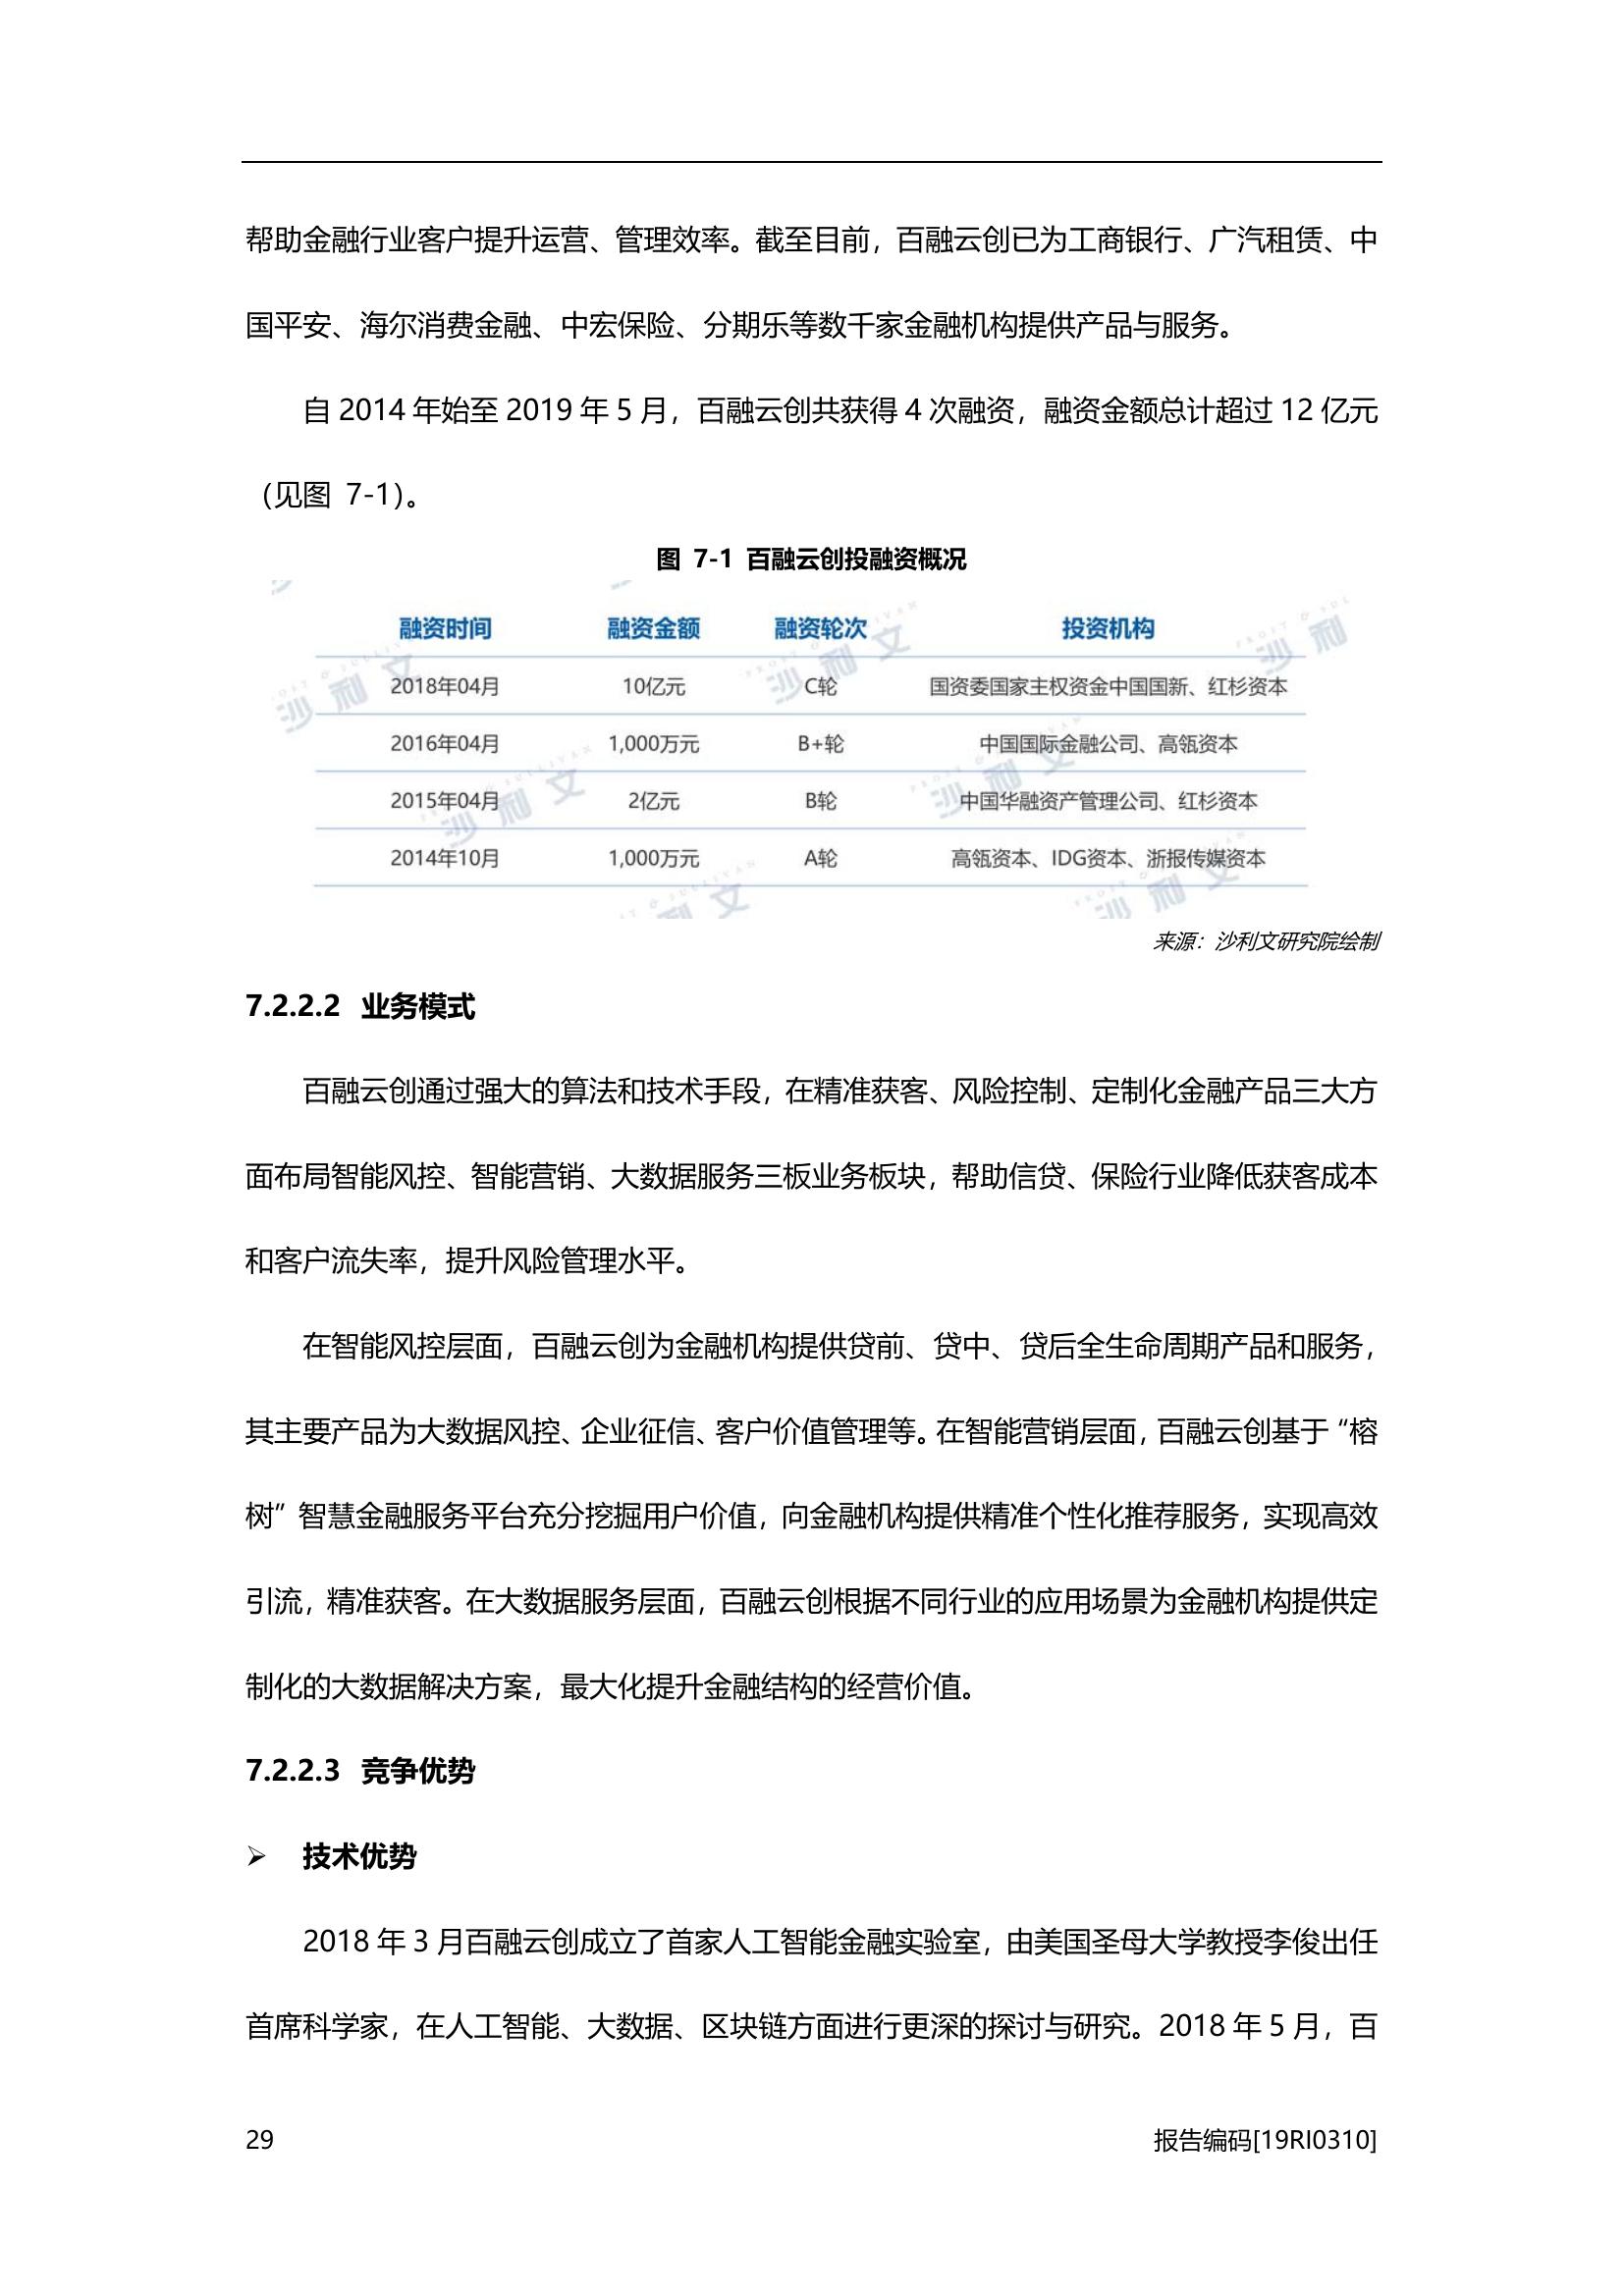 帮助金融行业客户提升运营、管理效率。截至目前，百融云创已为工商银行、广汽租赁、中
国平安、海尔消费金融、中宏保险、分期乐等数千家金融机构提供产品与服务。
自 2014 年始至 2019 年 5 月，百融云创共获得 4 次融资，融资金额总计超过 12 亿元
（见图 7-1）。
图 7-1 百融云创投融资概况
融资时间 融资金额 融资轮次 投资机构
2018年04月 10亿元 C轮 国资委国家主权资金中国国新、红杉资本
2016年04月 1,000万元 B+轮 中国国际金融公司、高瓴资本
2015年04月 2亿元 B轮 中国华融资产管理公司、红杉资本
2014年10月 1,000万元 A轮 高瓴资本、IDG资本、浙报传媒资本
来源：沙利文研究院绘制
7.2.2.2 业务模式
百融云创通过强大的算法和技术手段，在精准获客、风险控制、定制化金融产品三大方
面布局智能风控、智能营销、大数据服务三板业务板块，帮助信贷、保险行业降低获客成本
和客户流失率，提升风险管理水平。
在智能风控层面，百融云创为金融机构提供贷前、贷中、贷后全生命周期产品和服务，
其主要产品为大数据风控、企业征信、客户价值管理等。在智能营销层面，百融云创基于“榕
树”智慧金融服务平台充分挖掘用户价值，向金融机构提供精准个性化推荐服务，实现高效
引流，精准获客。在大数据服务层面，百融云创根据不同行业的应用场景为金融机构提供定
制化的大数据解决方案，最大化提升金融结构的经营价值。
7.2.2.3 竞争优势
➢ 技术优势
2018 年 3 月百融云创成立了首家人工智能金融实验室，由美国圣母大学教授李俊出任
首席科学家，在人工智能、大数据、区块链方面进行更深的探讨与研究。2018 年 5 月，百
29 报告编码[19RI0310]